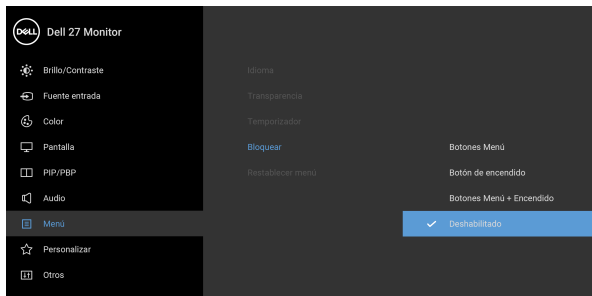 DELL Dell 27 Monitor
Brillo/Contraste
Idioma
Fuente entrada
Transparencia
Color
Temporizador
Pantalla
Bloquear
Botones Menú
PIP/PBP
Restablecer menú
Botón de encendido
Audio
Botones Menú + Encendido
Menú
Deshabilitado
Personalizar
Otros